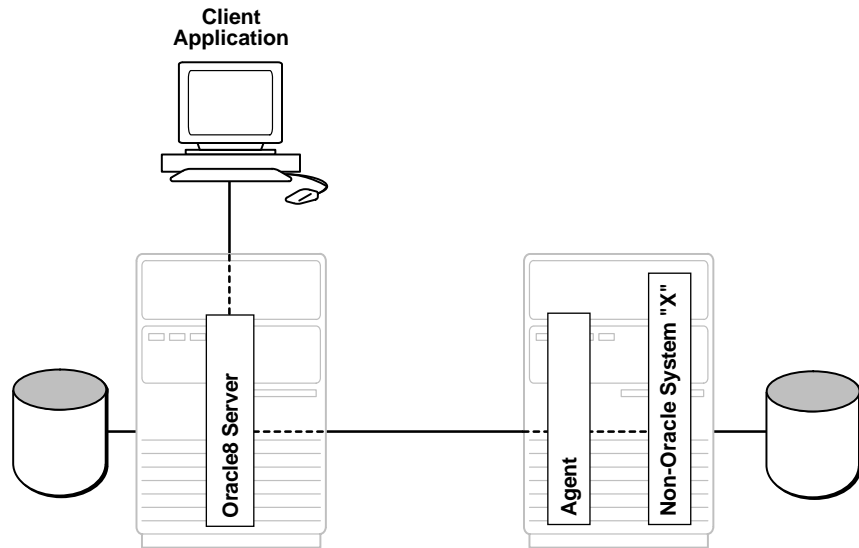 Client
Application
Oracle8 Server
Agent
Non-Oracle System "X"